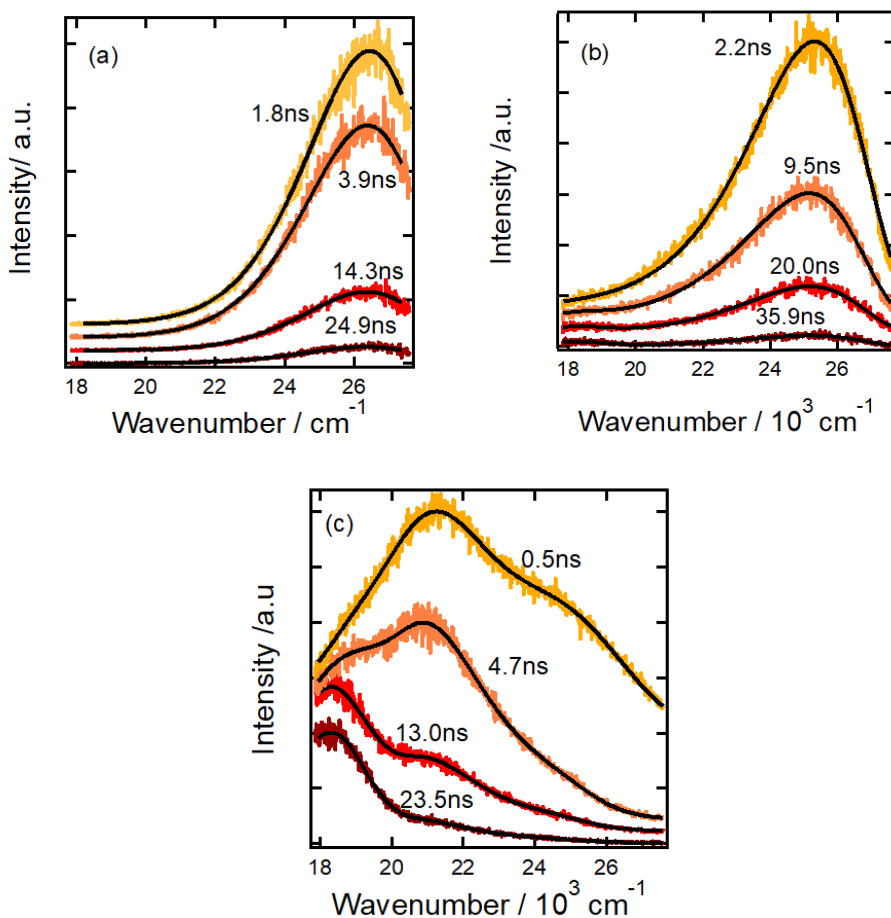 (a)
1.8ns
3.9ns
14.3ns
24.9ns
Intensity/ a.u.
18 20 22 24 26
Wavenumber / cm⁻¹
(b)
2.2ns
9.5ns
20.0ns
35.9ns
Intensity /a.u.
18 20 22 24 26
Wavenumber / 10³ cm⁻¹
(c)
0.5ns
4.7ns
13.0ns
23.5ns
Intensity /a.u
18 20 22 24 26
Wavenumber / 10³ cm⁻¹